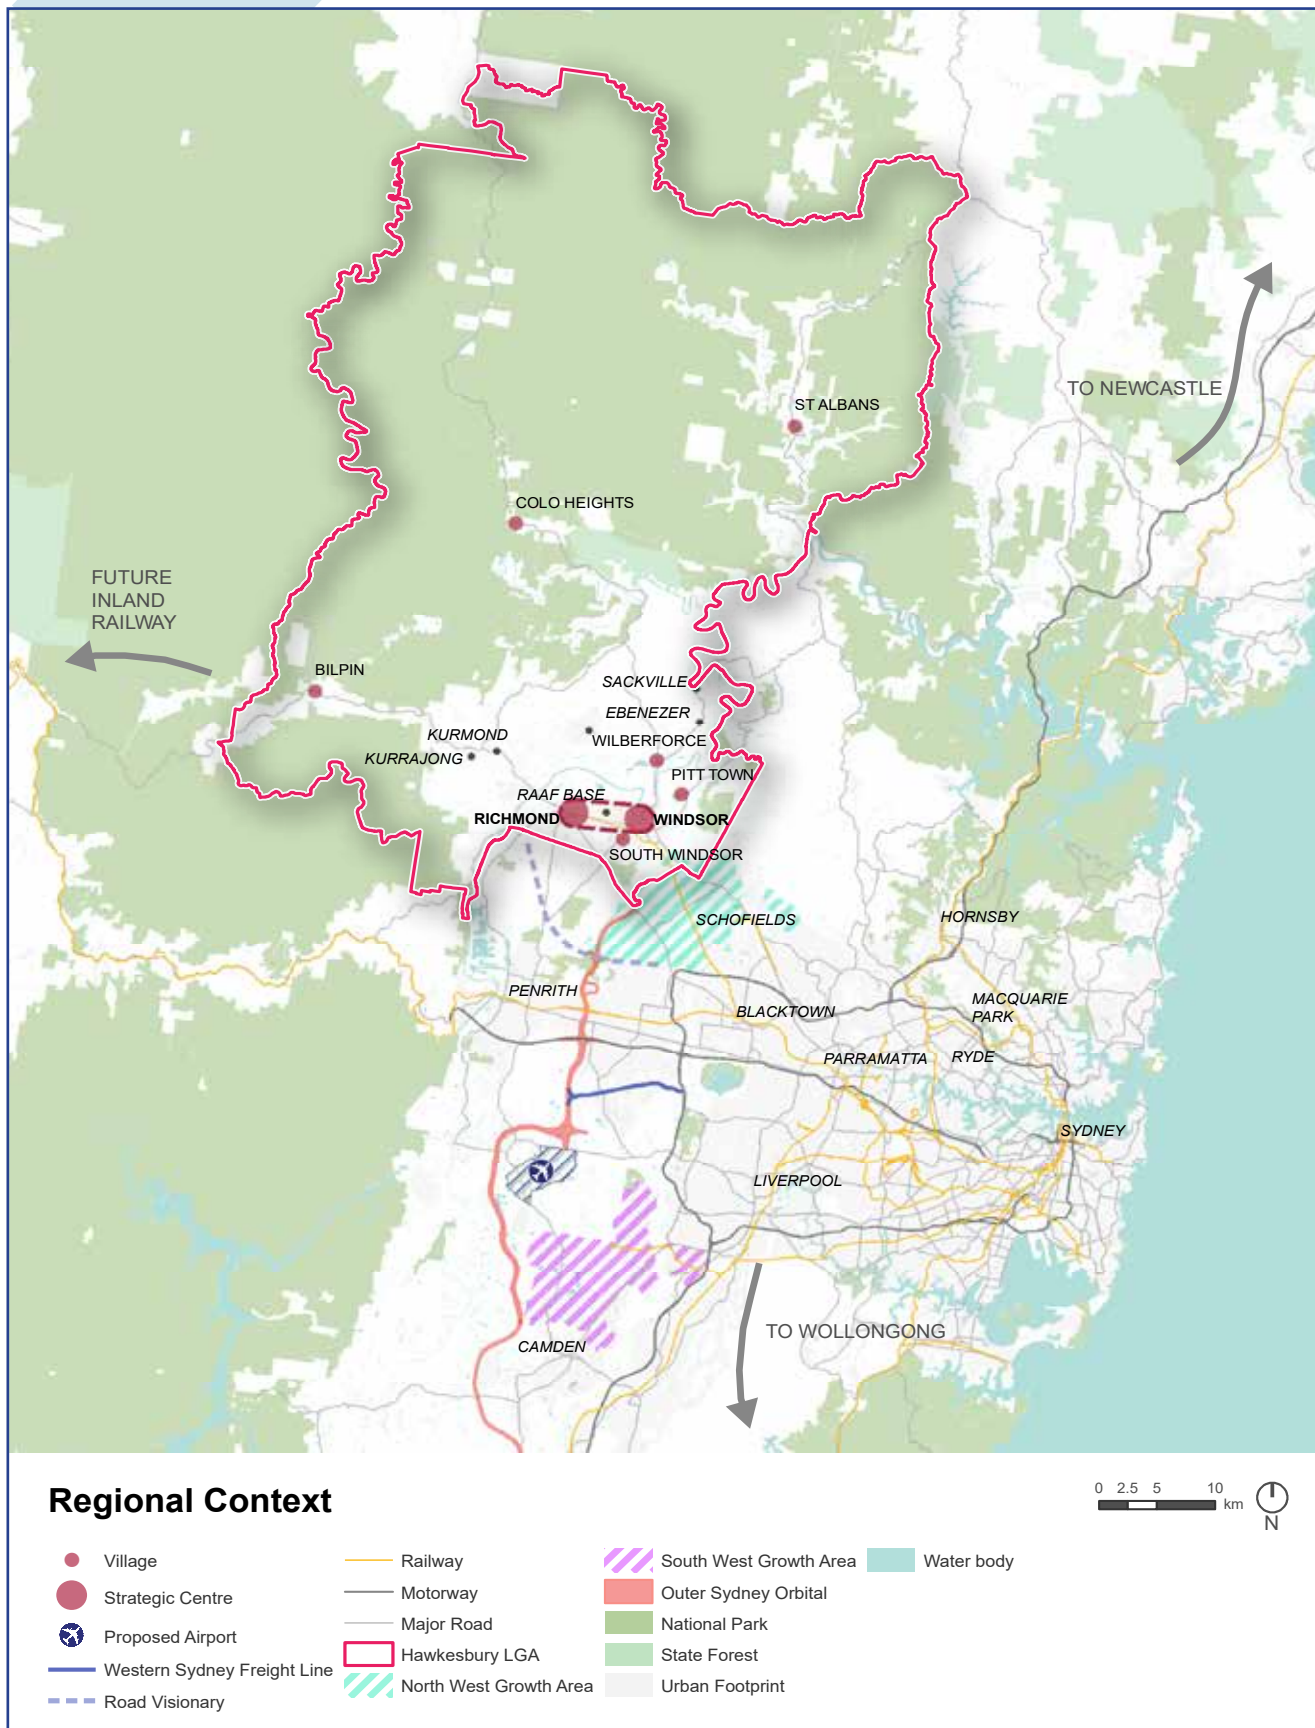 ST ALBANS
TO NEWCASTLE
COLO HEIGHTS
FUTURE
INLAND
RAILWAY
BILPIN
SACKVILLE
EBENEZER
KURMOND
WILBERFORCE
KURRAJONG
PITT TOWN
RAAF BASE
RICHMOND
WINDSOR
SOUTH WINDSOR
SCHOFIELDS
HORNSBY
PENRITH
MACQUARIE
PARK
BLACKTOWN
PARRAMATTA
RYDE
SYDNEY
LIVERPOOL
TO WOLLONGONG
CAMDEN
Regional Context
0 2.5 5 10
km
N
Village
Strategic Centre
Proposed Airport
Western Sydney Freight Line
Road Visionary
Railway
Motorway
Major Road
Hawkesbury LGA
North West Growth Area
South West Growth Area
Outer Sydney Orbital
National Park
State Forest
Urban Footprint
Water body